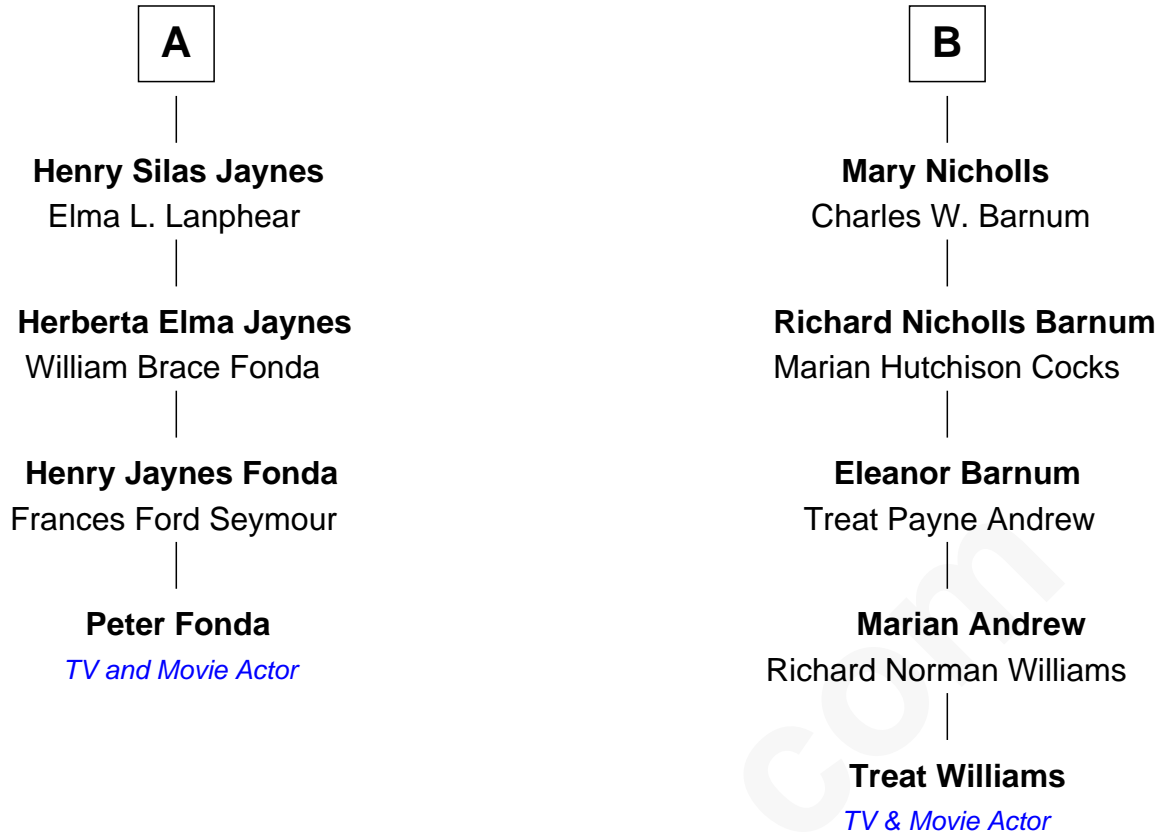 A
Henry Silas Jaynes
Elma L. Lanphear
Herberta Elma Jaynes
William Brace Fonda
Henry Jaynes Fonda
Frances Ford Seymour
Peter Fonda
TV and Movie Actor
B
Mary Nicholls
Charles W. Barnum
Richard Nicholls Barnum
Marian Hutchison Cocks
Eleanor Barnum
Treat Payne Andrew
Marian Andrew
Richard Norman Williams
Treat Williams
TV & Movie Actor
com